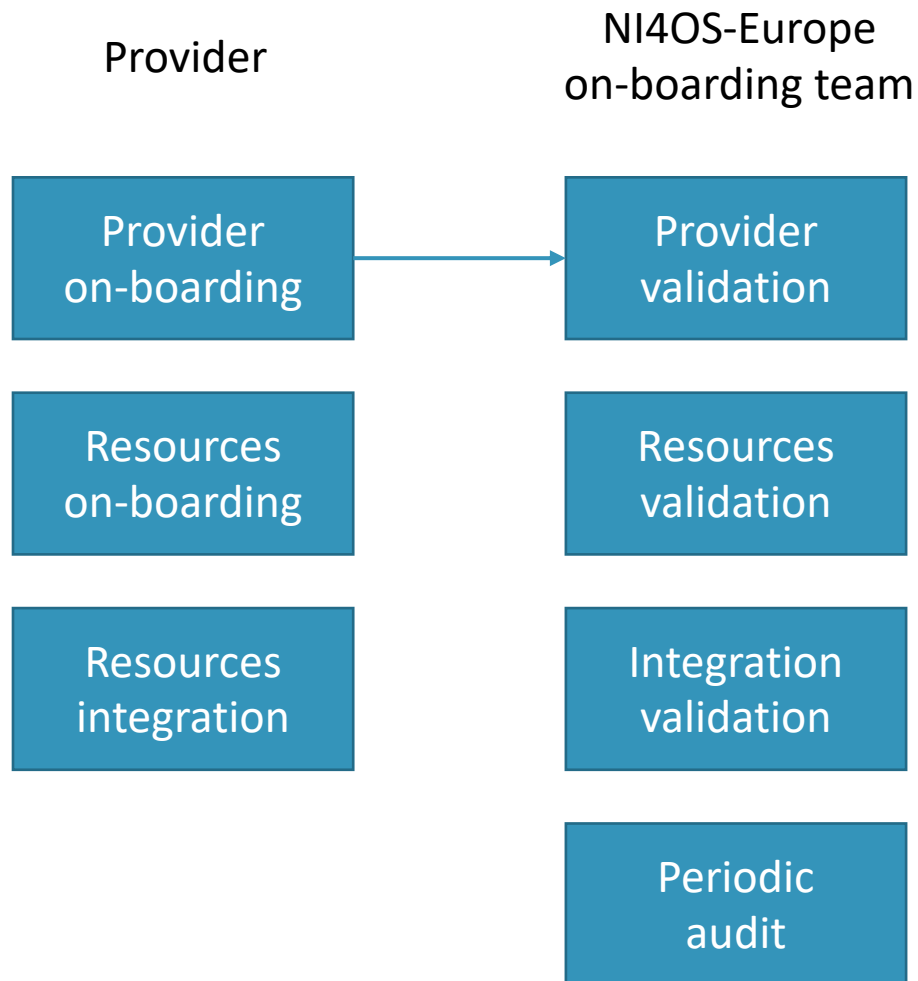 Provider
NI4OS-Europe
on-boarding team
Provider
on-boarding
Provider
validation
Resources
on-boarding
Resources
validation
Resources
integration
Integration
validation
Periodic
audit